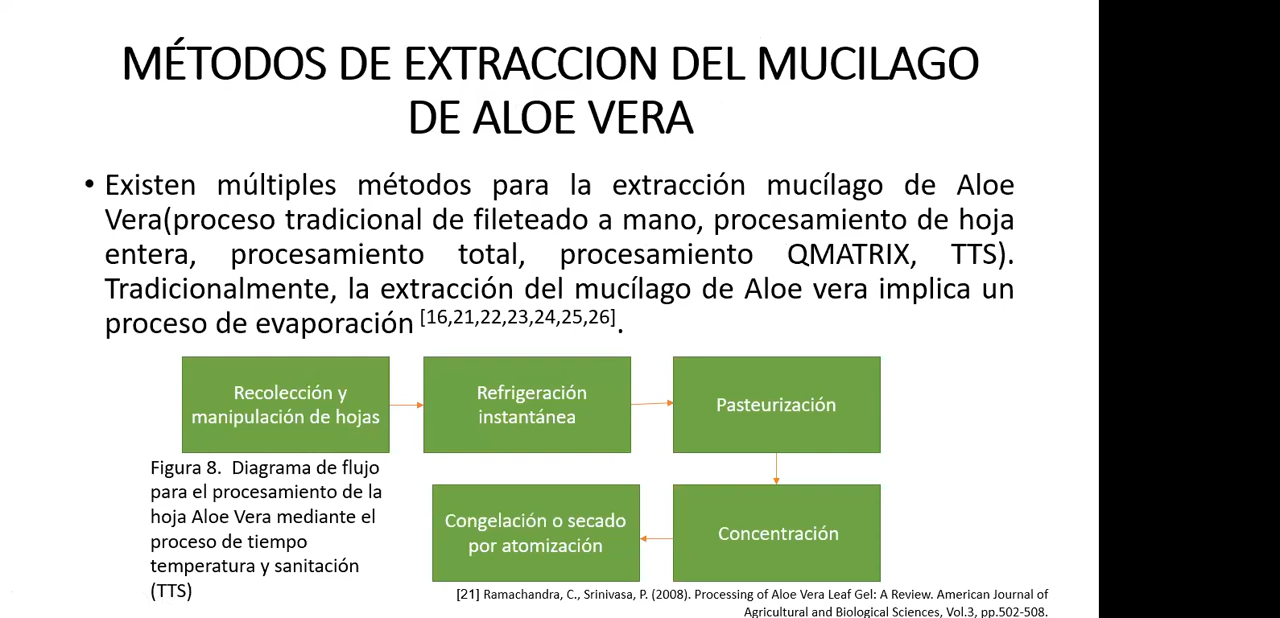 MÉTODOS DE EXTRACCION DEL MUCILAGO
DE ALOE VERA
• Existen múltiples métodos para la extracción mucílago de Aloe
Vera(proceso tradicional de fileteado a mano, procesamiento de hoja
entera, procesamiento total, procesamiento QMATRIX, TTS).
Tradicionalmente, la extracción del mucílago de Aloe vera implica un
proceso de evaporación [16,21,22,23,24,25,26].
Recolección y
manipulación de hojas
Refrigeración
instantánea
Pasteurización
Concentración
Congelación o secado
por atomización
Figura 8. Diagrama de flujo
para el procesamiento de la
hoja Aloe Vera mediante el
proceso de tiempo
temperatura y sanitación
(TTS)
[21] Ramachandra, C., Srinivasa, P. (2008). Processing of Aloe Vera Leaf Gel: A Review. American Journal of
Agricultural and Biological Sciences, Vol.3, pp.502-508.